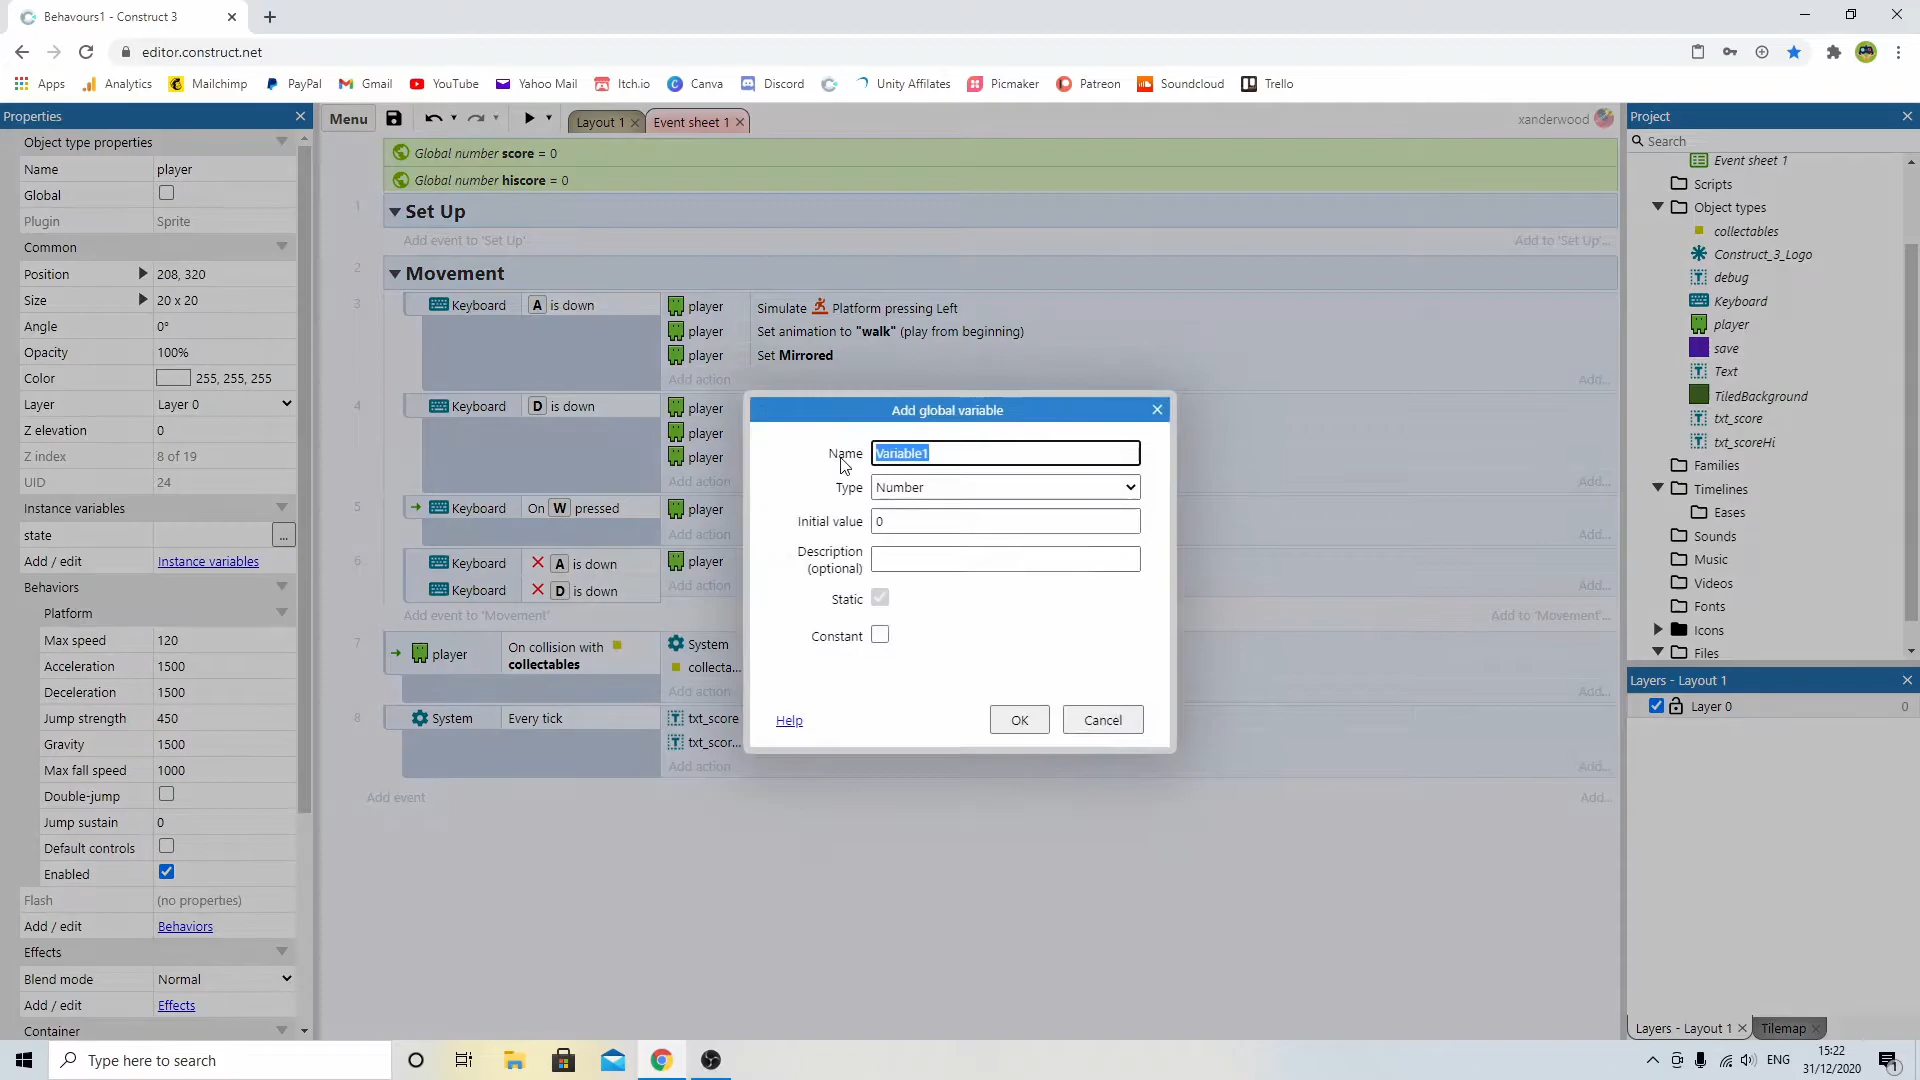 Behavours1 - Construct 3
editor.construct.net
Apps Analytics Mailchimp PayPal Gmail YouTube Yahoo Mail Itch.io Canva Discord Unity Affilates Picmaker Patreon Soundcloud Trello
Properties
Object type properties
Name player
Global
Plugin Sprite
Common
Position 208, 320
Size 20 x 20
Angle 0°
Opacity 100%
Color 255, 255, 255
Layer Layer 0
Z elevation 0
Z index 8 of 19
UID 24
Instance variables
state ...
Add / edit Instance variables
Behaviors
Platform
Max speed 120
Acceleration 1500
Deceleration 1500
Jump strength 450
Gravity 1500
Max fall speed 1000
Double-jump
Jump sustain 0
Default controls
Enabled
Flash (no properties)
Add / edit Behaviors
Effects
Blend mode Normal
Add / edit Effects
Container
Menu
Layout 1 Event sheet 1
xanderwood
Global number score = 0
Global number hiscore = 0
1 Set Up
Add event to 'Set Up' Add to 'Set Up'...
2 Movement
3 Keyboard A is down player Simulate Platform pressing Left
player Set animation to "walk" (play from beginning)
player Set Mirrored
Add action Add...
4 Keyboard D is down player
player
player
Add...
5 Keyboard On W pressed player
Add action Add...
6 Keyboard A is down player
Keyboard D is down Add action Add...
Add event to 'Movement' Add to 'Movement'...
7 player On collision with collectables System
collecta...
Add action Add...
8 System Every tick txt_score
txt_scor...
Add action Add...
Add event Add...
Add global variable
Name Variable1
Type Number
Initial value 0
Description
(optional)
Static
Constant
Help OK Cancel
Project
Search
Event sheet 1
Scripts
Object types
collectables
Construct_3_Logo
debug
Keyboard
player
save
Text
TiledBackground
txt_score
txt_scoreHi
Families
Timelines
Eases
Sounds
Music
Videos
Fonts
Icons
Files
Layers - Layout 1
Layer 0 0
Layers - Layout 1 Tilemap
Type here to search
ENG
15:22
31/12/2020
1